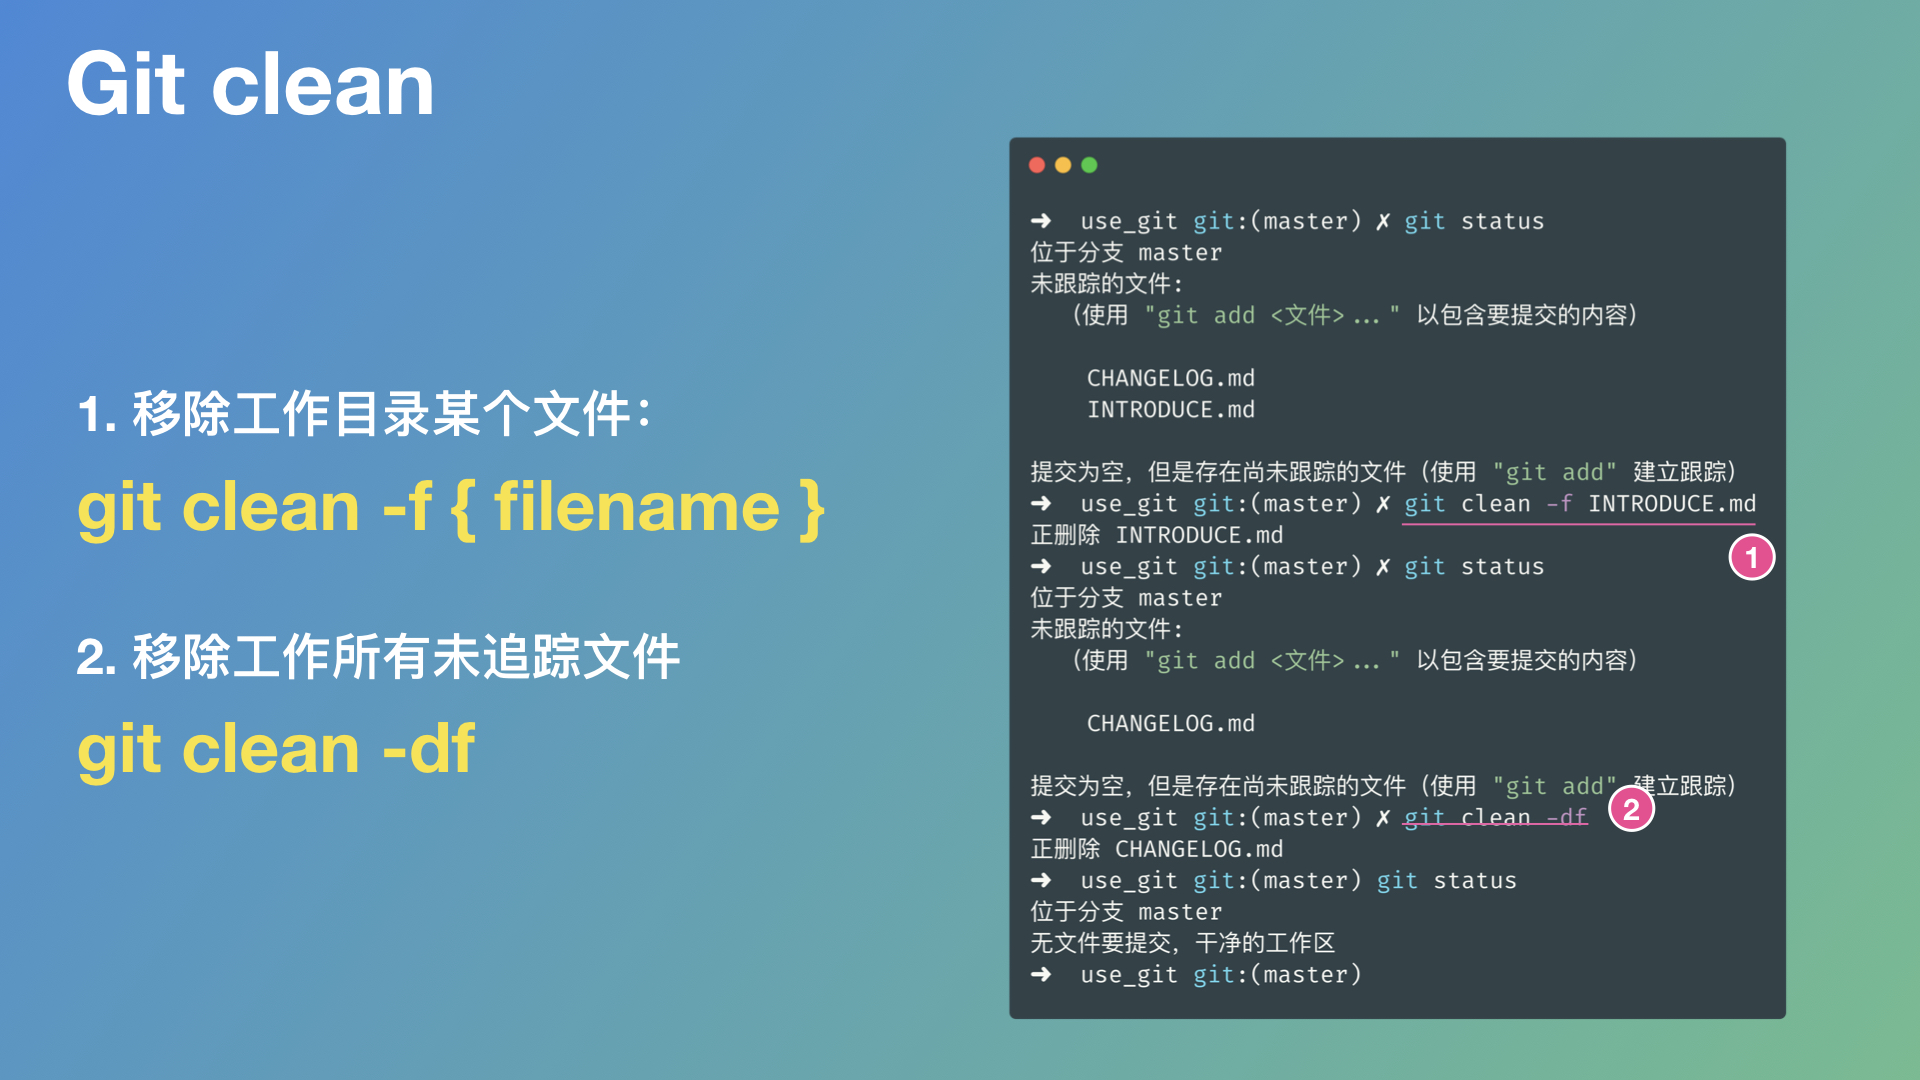 Git clean
1. 移除工作目录某个文件：
git clean -f { filename }
2. 移除工作所有未追踪文件
git clean -df
➜ use_git git:(master) ✗ git status
位于分支 master
未跟踪的文件:
（使用 "git add <文件>..." 以包含要提交的内容）
CHANGELOG.md
INTRODUCE.md
提交为空，但是存在尚未跟踪的文件（使用 "git add" 建立跟踪）
➜ use_git git:(master) ✗ git clean -f INTRODUCE.md
正删除 INTRODUCE.md
1
➜ use_git git:(master) ✗ git status
位于分支 master
未跟踪的文件:
（使用 "git add <文件>..." 以包含要提交的内容）
CHANGELOG.md
提交为空，但是存在尚未跟踪的文件（使用 "git add" 建立跟踪）
➜ use_git git:(master) ✗ git clean -df
2
正删除 CHANGELOG.md
➜ use_git git:(master) git status
位于分支 master
无文件要提交，干净的工作区
➜ use_git git:(master)